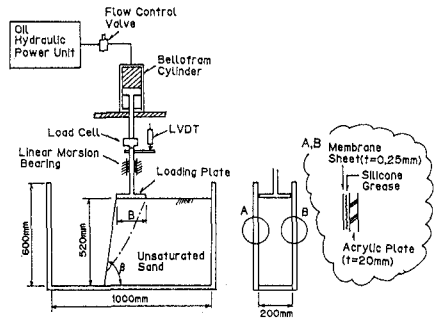 Flow Control
Valve
Oil
Hydraulic
Power Unit
Bellofram
Cylinder
Load Cell
LVDT
Linear Morsion
Bearing
Loading Plate
B
600mm
520mm
Unsaturated
Sand
β
1000mm
A
B
200mm
A,B
Membrane
Sheet(t=0.25mm)
Silicone
Grease
Acrylic Plate
(t=20mm)